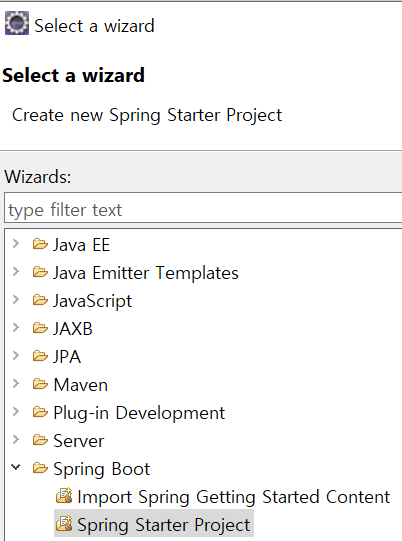 Select a wizard
Select a wizard
Create new Spring Starter Project
Wizards:
type filter text
Java EE
Java Emitter Templates
JavaScript
JAXB
JPA
Maven
Plug-in Development
Server
Spring Boot
Import Spring Getting Started Content
Spring Starter Project